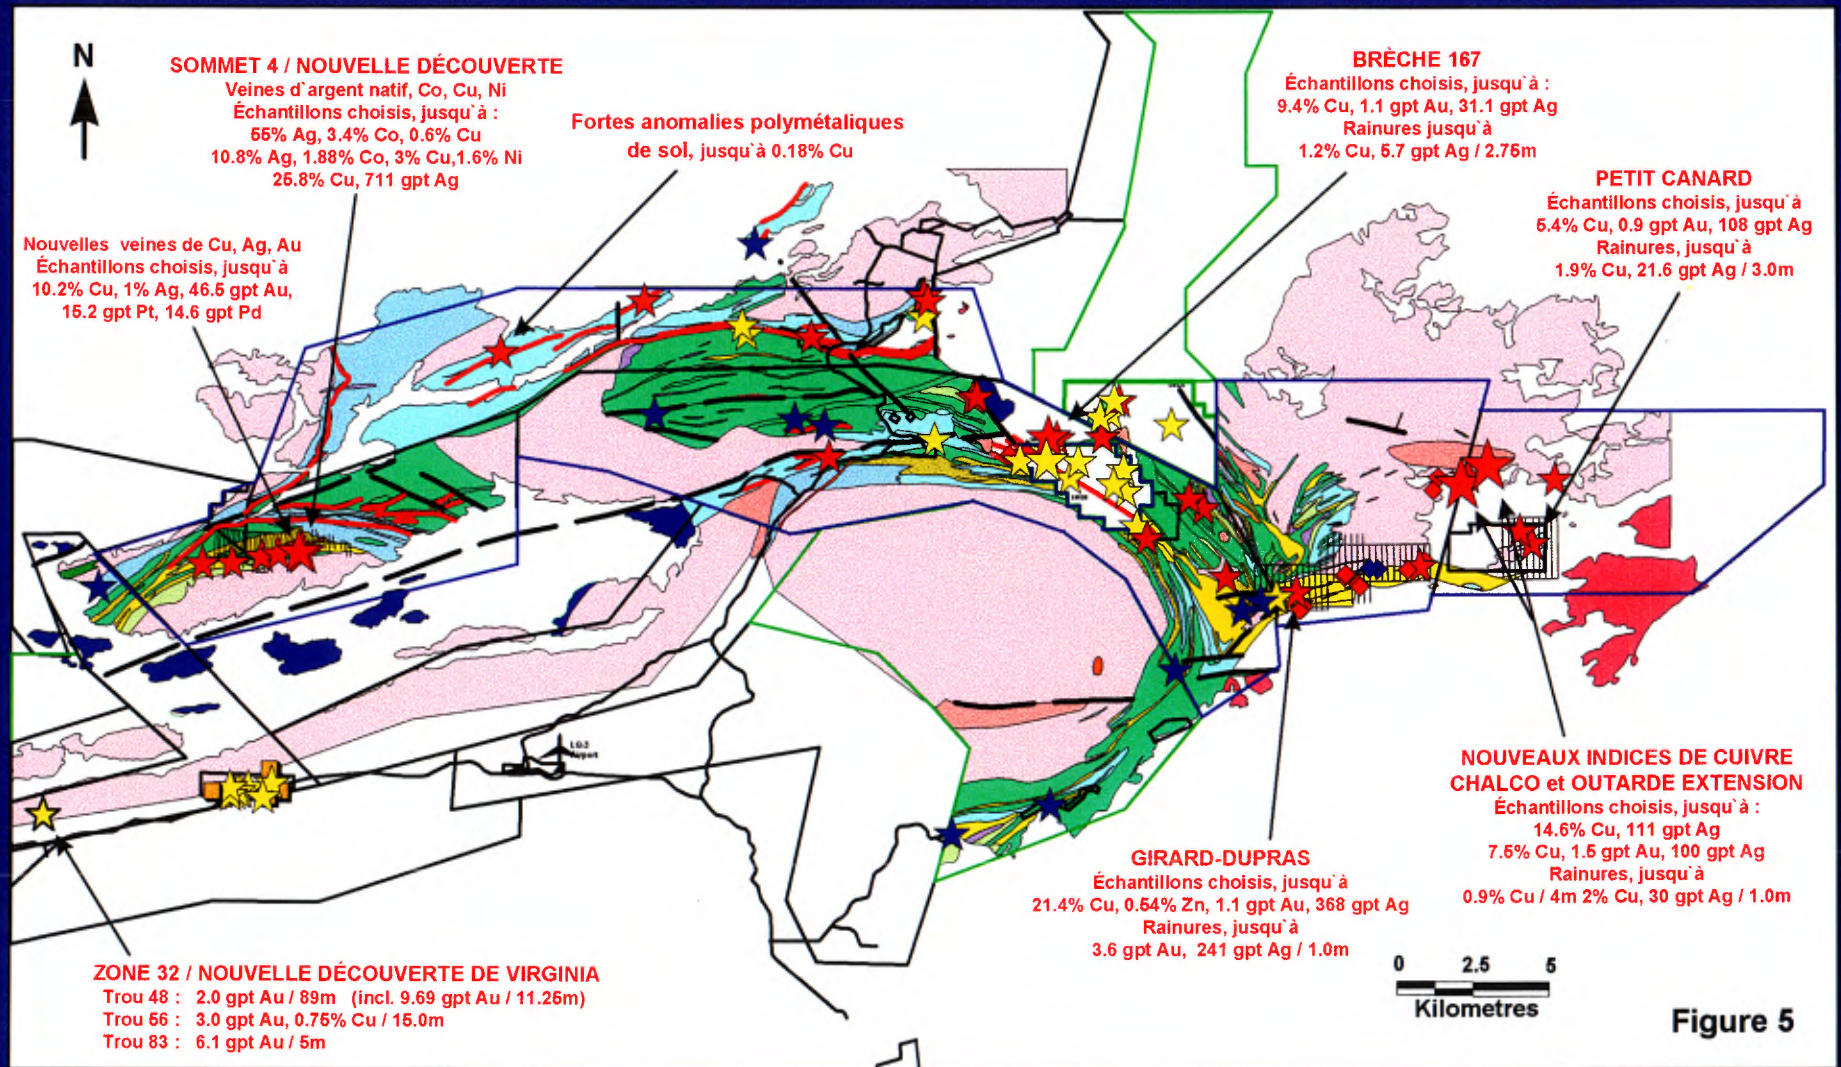 N
SOMMET 4 / NOUVELLE DÉCOUVERTE
Veines d`argent natif, Co, Cu, Ni
Échantillons choisis, jusqu`à :
55% Ag, 3.4% Co, 0.6% Cu
10.8% Ag, 1.88% Co, 3% Cu,1.6% Ni
25.8% Cu, 711 gpt Ag
Fortes anomalies polymétaliques
de sol, jusqu`à 0.18% Cu
BRÈCHE 167
Échantillons choisis, jusqu`à :
9.4% Cu, 1.1 gpt Au, 31.1 gpt Ag
Rainures jusqu`à
1.2% Cu, 5.7 gpt Ag / 2.75m
PETIT CANARD
Échantillons choisis, jusqu`à
5.4% Cu, 0.9 gpt Au, 108 gpt Ag
Rainures, jusqu`à
1.9% Cu, 21.6 gpt Ag / 3.0m
Nouvelles veines de Cu, Ag, Au
Échantillons choisis, jusqu`à
10.2% Cu, 1% Ag, 46.5 gpt Au,
15.2 gpt Pt, 14.6 gpt Pd
LG3
Airport
NOUVEAUX INDICES DE CUIVRE
CHALCO et OUTARDE EXTENSION
Échantillons choisis, jusqu`à :
14.6% Cu, 111 gpt Ag
7.5% Cu, 1.5 gpt Au, 100 gpt Ag
Rainures, jusqu`à
0.9% Cu / 4m 2% Cu, 30 gpt Ag / 1.0m
GIRARD-DUPRAS
Échantillons choisis, jusqu`à
21.4% Cu, 0.54% Zn, 1.1 gpt Au, 368 gpt Ag
Rainures, jusqu`à
3.6 gpt Au, 241 gpt Ag / 1.0m
ZONE 32 / NOUVELLE DÉCOUVERTE DE VIRGINIA
Trou 48 : 2.0 gpt Au / 89m (incl. 9.69 gpt Au / 11.25m)
Trou 56 : 3.0 gpt Au, 0.75% Cu / 15.0m
Trou 83 : 6.1 gpt Au / 5m
0 2.5 5
Kilometres
Figure 5